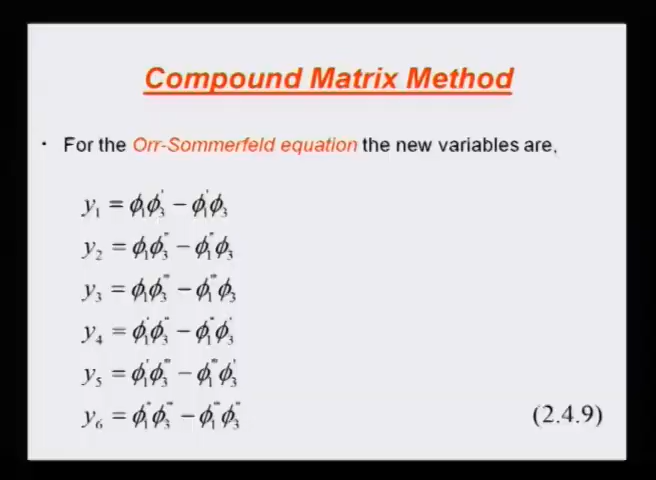 Compound Matrix Method
· For the Orr-Sommerfeld equation the new variables are,
y₁ = ϕ₁ϕ₃' − ϕ₁'ϕ₃
y₂ = ϕ₁ϕ₃'' − ϕ₁''ϕ₃
y₃ = ϕ₁ϕ₃''' − ϕ₁'''ϕ₃
y₄ = ϕ₁'ϕ₃'' − ϕ₁''ϕ₃'
y₅ = ϕ₁'ϕ₃''' − ϕ₁'''ϕ₃'
y₆ = ϕ₁''ϕ₃''' − ϕ₁'''ϕ₃'' (2.4.9)